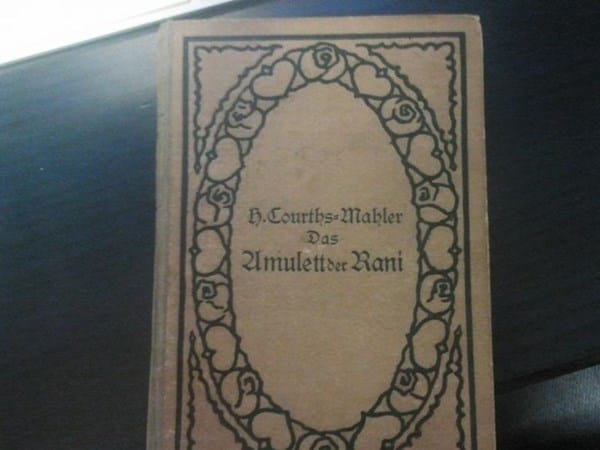 H. Courths=Mahler
Das
Amulett der Rani